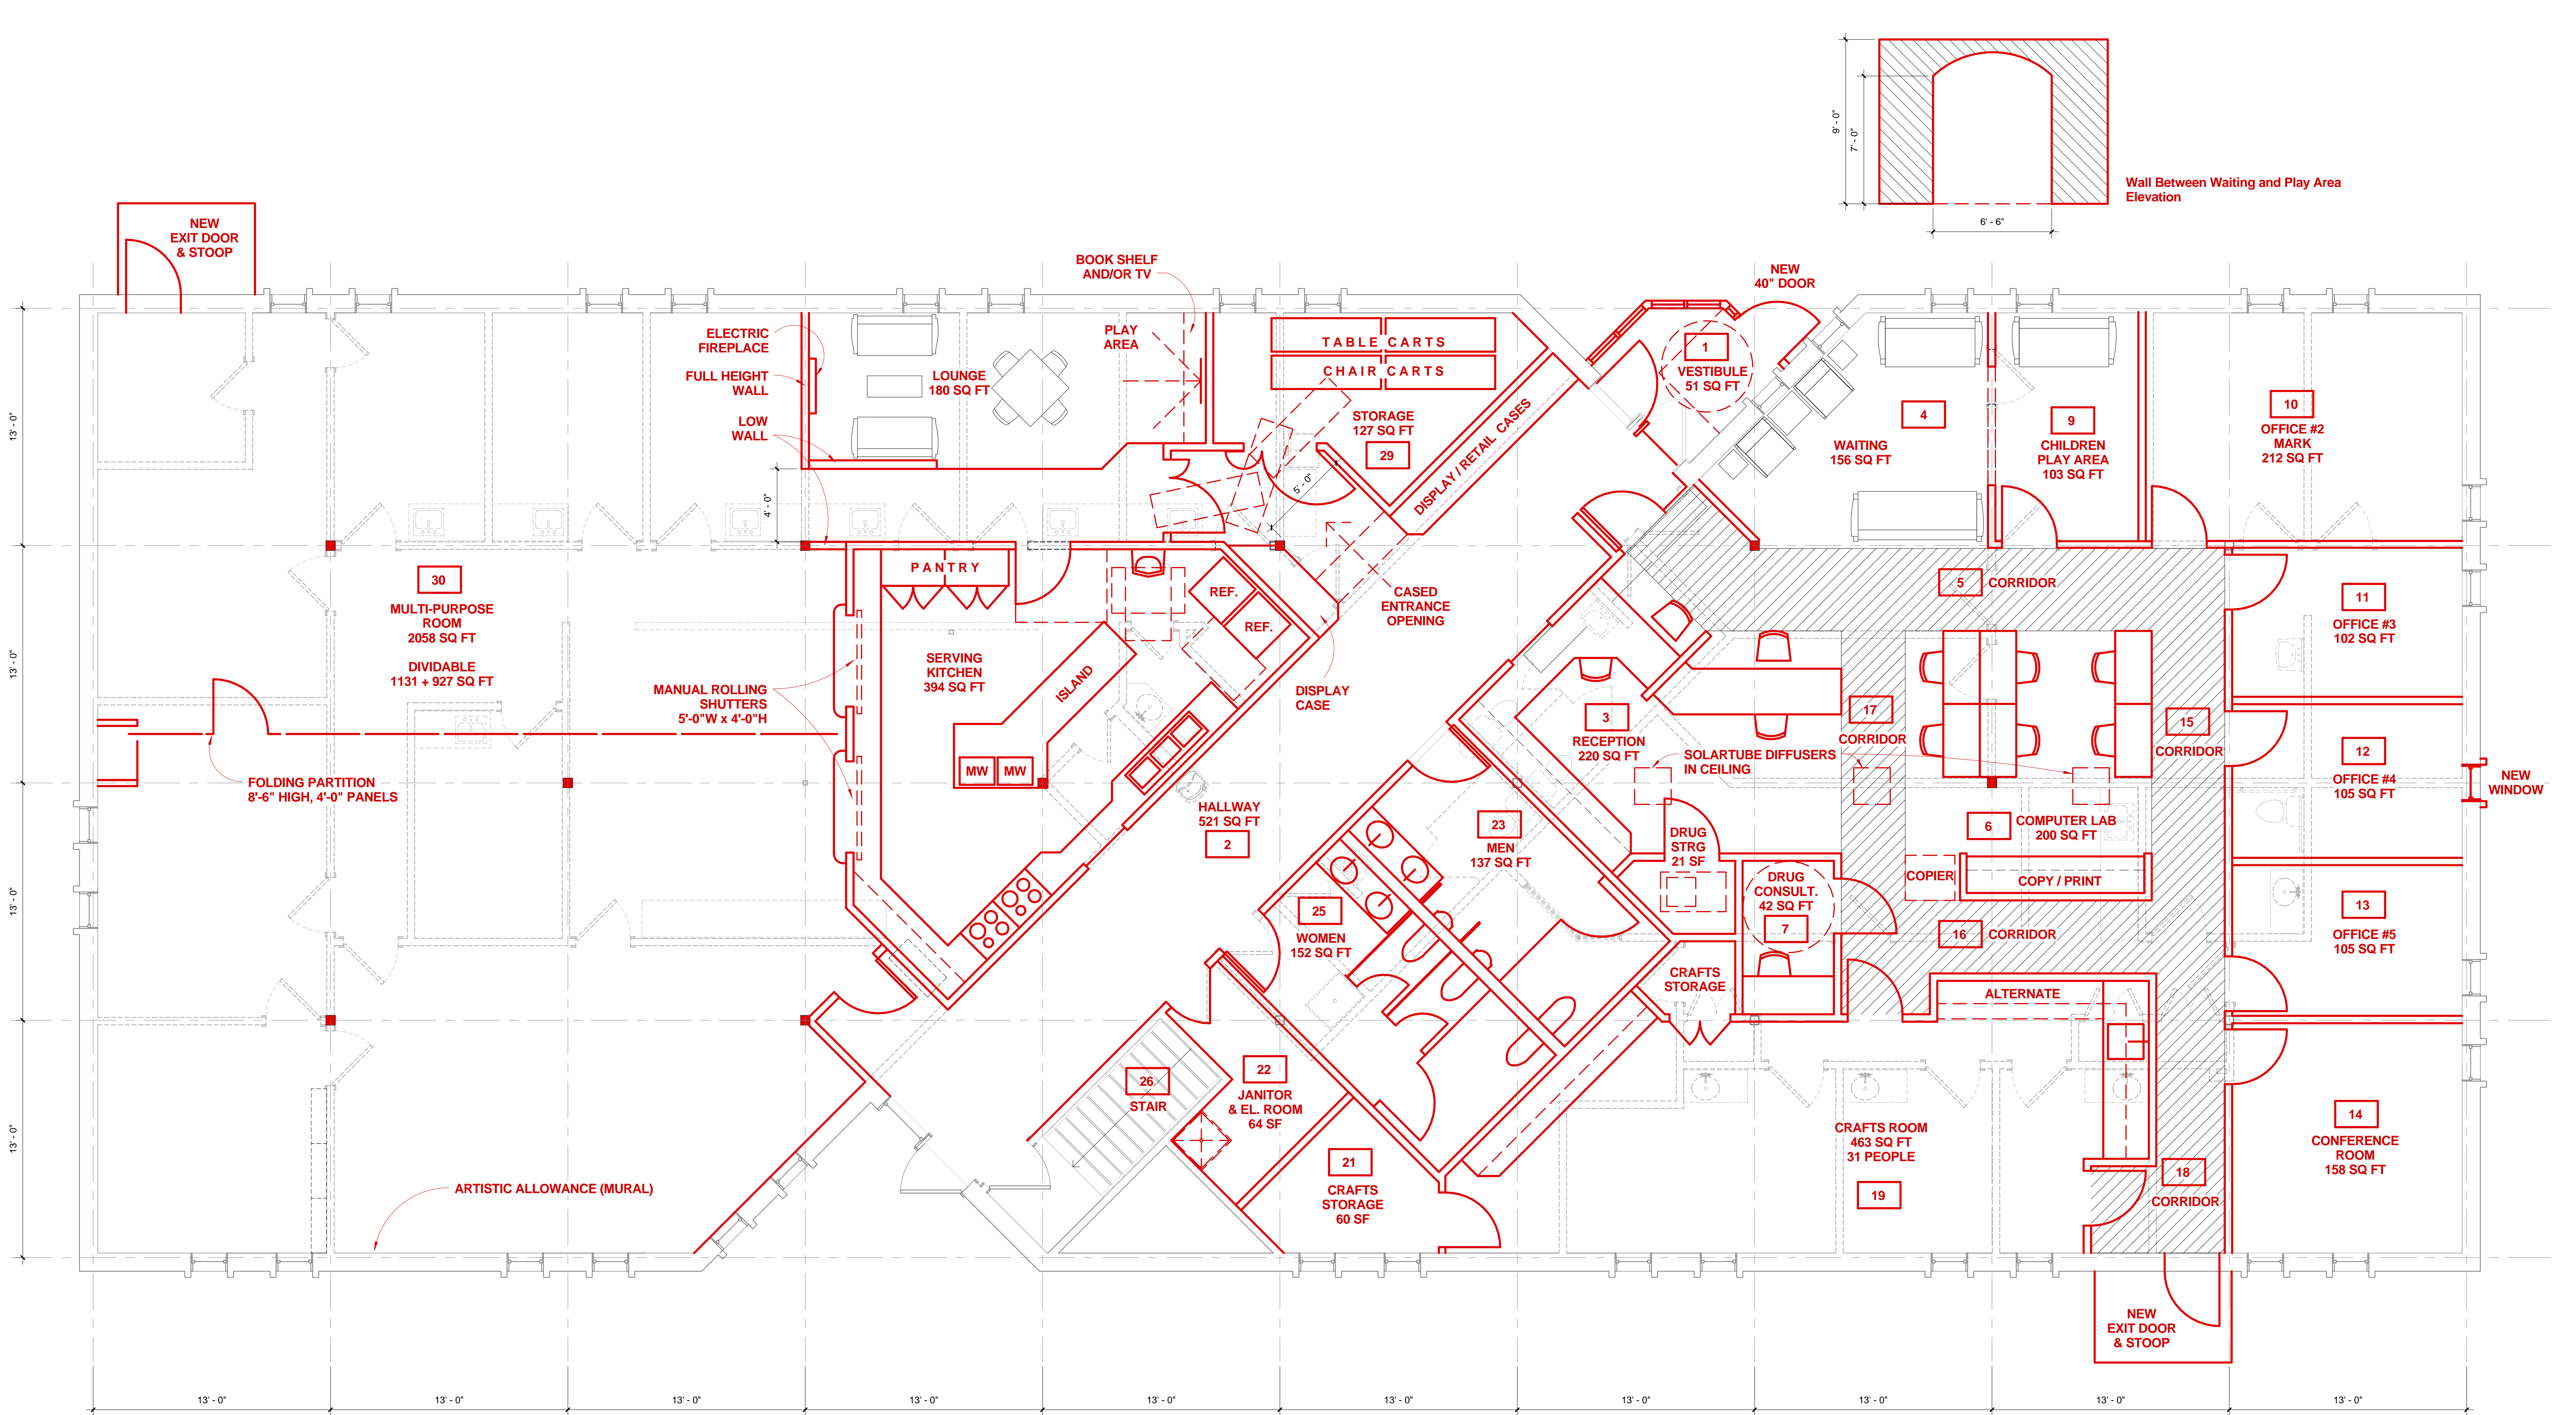 9' - 0"
7' - 0"
6' - 6"
Wall Between Waiting and Play Area
Elevation
NEW
EXIT DOOR
& STOOP
BOOK SHELF
AND/OR TV
NEW
40" DOOR
ELECTRIC
FIREPLACE
FULL HEIGHT
WALL
LOW
WALL
LOUNGE
180 SQ FT
PLAY
AREA
TABLE CARTS
CHAIR CARTS
STORAGE
127 SQ FT
29
DISPLAY / RETAIL CASES
1
VESTIBULE
51 SQ FT
4
WAITING
156 SQ FT
9
CHILDREN
PLAY AREA
103 SQ FT
10
OFFICE #2
MARK
212 SQ FT
13' - 0"
4' - 0"
5' - 0"
30
MULTI-PURPOSE
ROOM
2058 SQ FT
DIVIDABLE
1131 + 927 SQ FT
PANTRY
REF.
REF.
SERVING
KITCHEN
394 SQ FT
ISLAND
MW
MW
MANUAL ROLLING
SHUTTERS
5'-0"W x 4'-0"H
CASED
ENTRANCE
OPENING
DISPLAY
CASE
5
CORRIDOR
11
OFFICE #3
102 SQ FT
13' - 0"
3
RECEPTION
220 SQ FT
SOLARTUBE DIFFUSERS
IN CEILING
17
CORRIDOR
15
CORRIDOR
12
OFFICE #4
105 SQ FT
NEW
WINDOW
FOLDING PARTITION
8'-6" HIGH, 4'-0" PANELS
HALLWAY
521 SQ FT
2
23
MEN
137 SQ FT
DRUG
STRG
21 SF
6
COMPUTER LAB
200 SQ FT
COPIER
COPY / PRINT
DRUG
CONSULT.
42 SQ FT
7
13' - 0"
25
WOMEN
152 SQ FT
16
CORRIDOR
13
OFFICE #5
105 SQ FT
CRAFTS
STORAGE
ALTERNATE
26
STAIR
22
JANITOR
& EL. ROOM
64 SF
21
CRAFTS
STORAGE
60 SF
CRAFTS ROOM
463 SQ FT
31 PEOPLE
19
18
CORRIDOR
14
CONFERENCE
ROOM
158 SQ FT
13' - 0"
ARTISTIC ALLOWANCE (MURAL)
NEW
EXIT DOOR
& STOOP
13' - 0"
13' - 0"
13' - 0"
13' - 0"
13' - 0"
13' - 0"
13' - 0"
13' - 0"
13' - 0"
13' - 0"